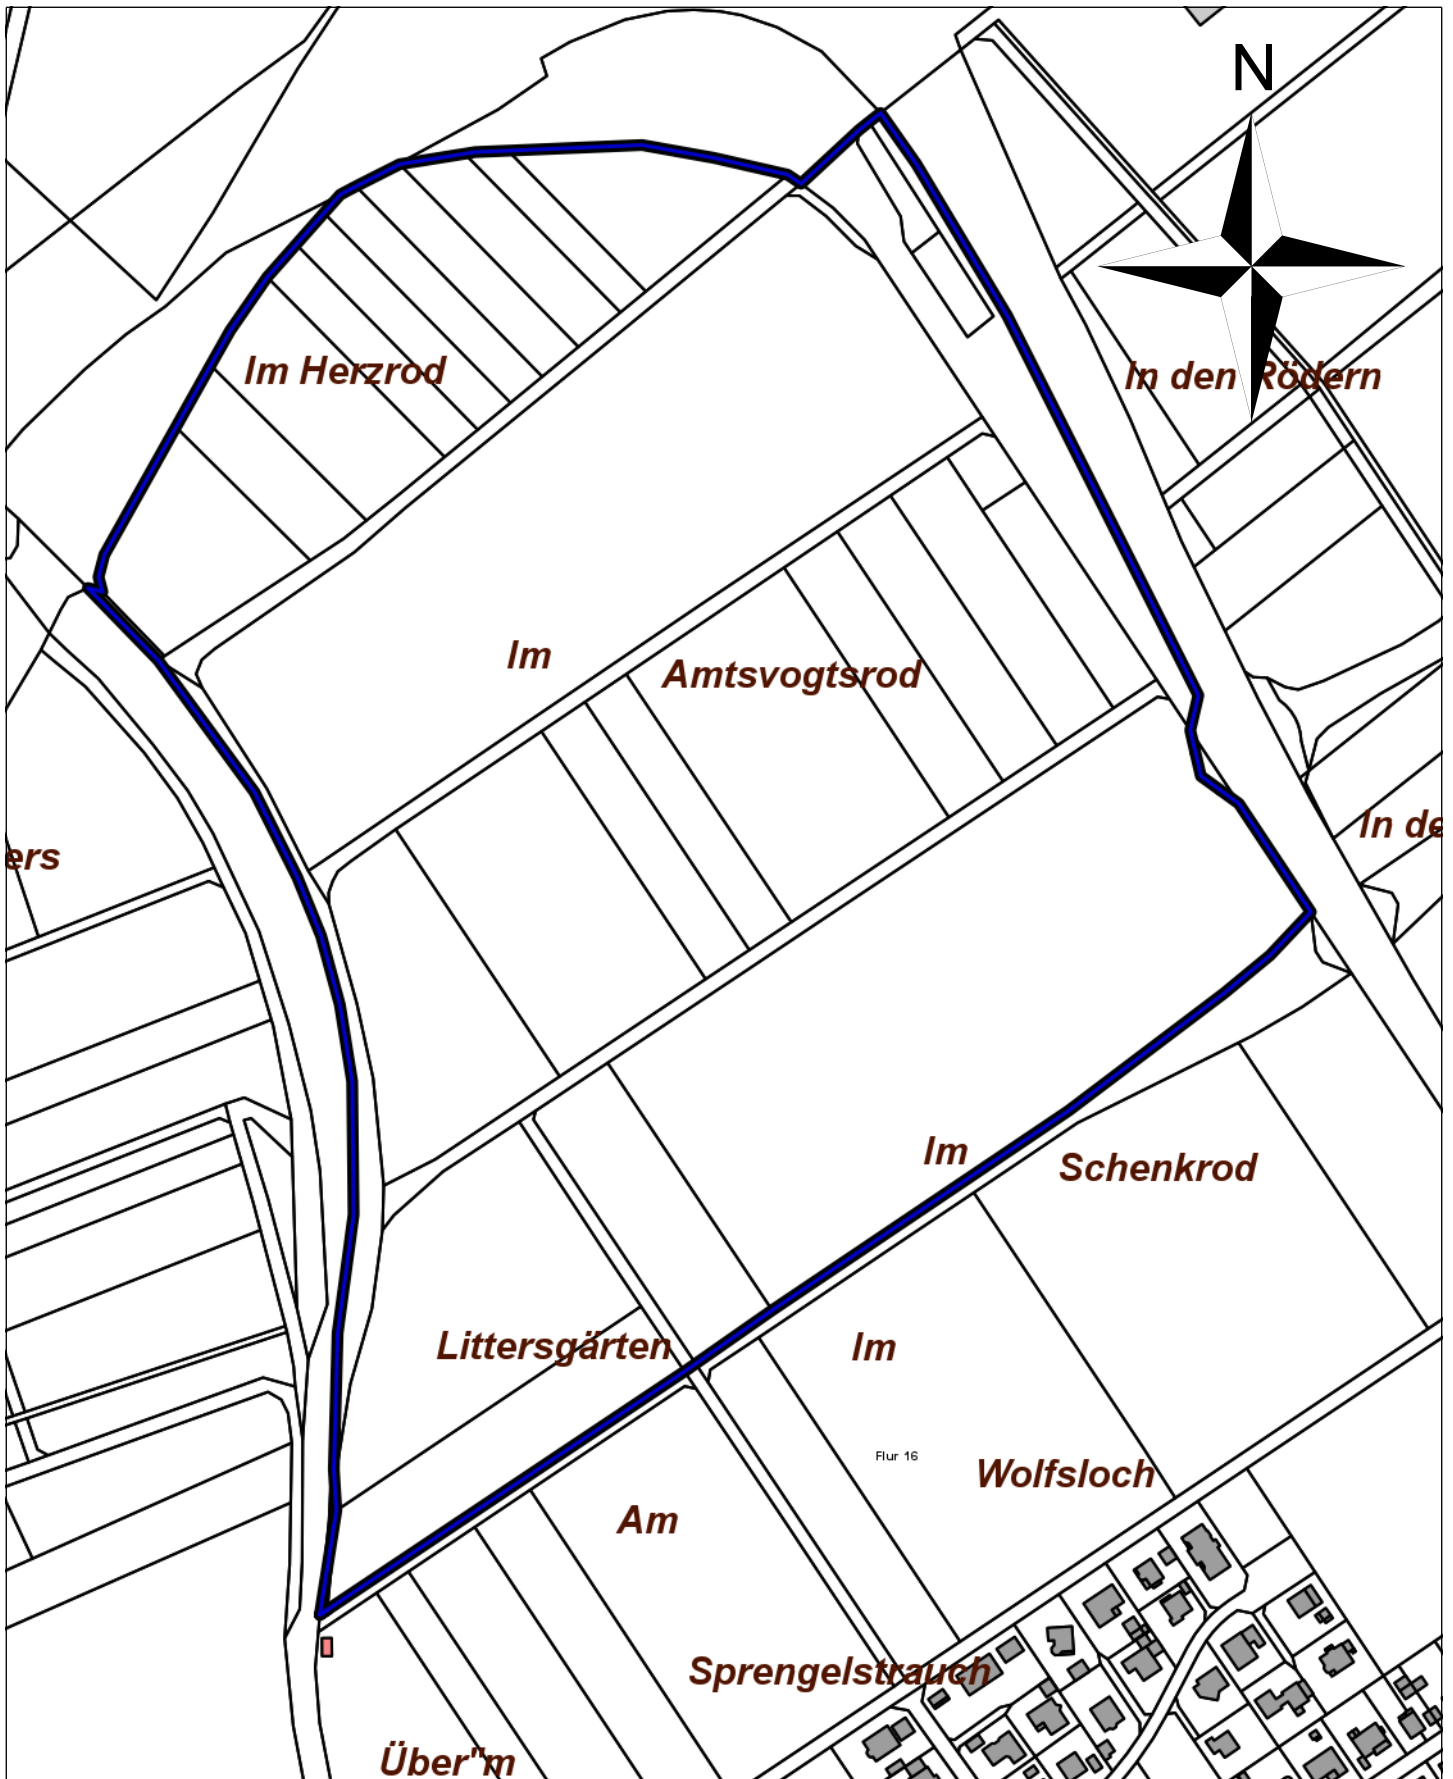 N
Im Herzrod
In den Rödern
Im
Amtsvogtsrod
In de
ers
Im
Schenkrod
Littersgärten
Im
Flur 16
Wolfsloch
Am
Sprengelstrauch
Über"m